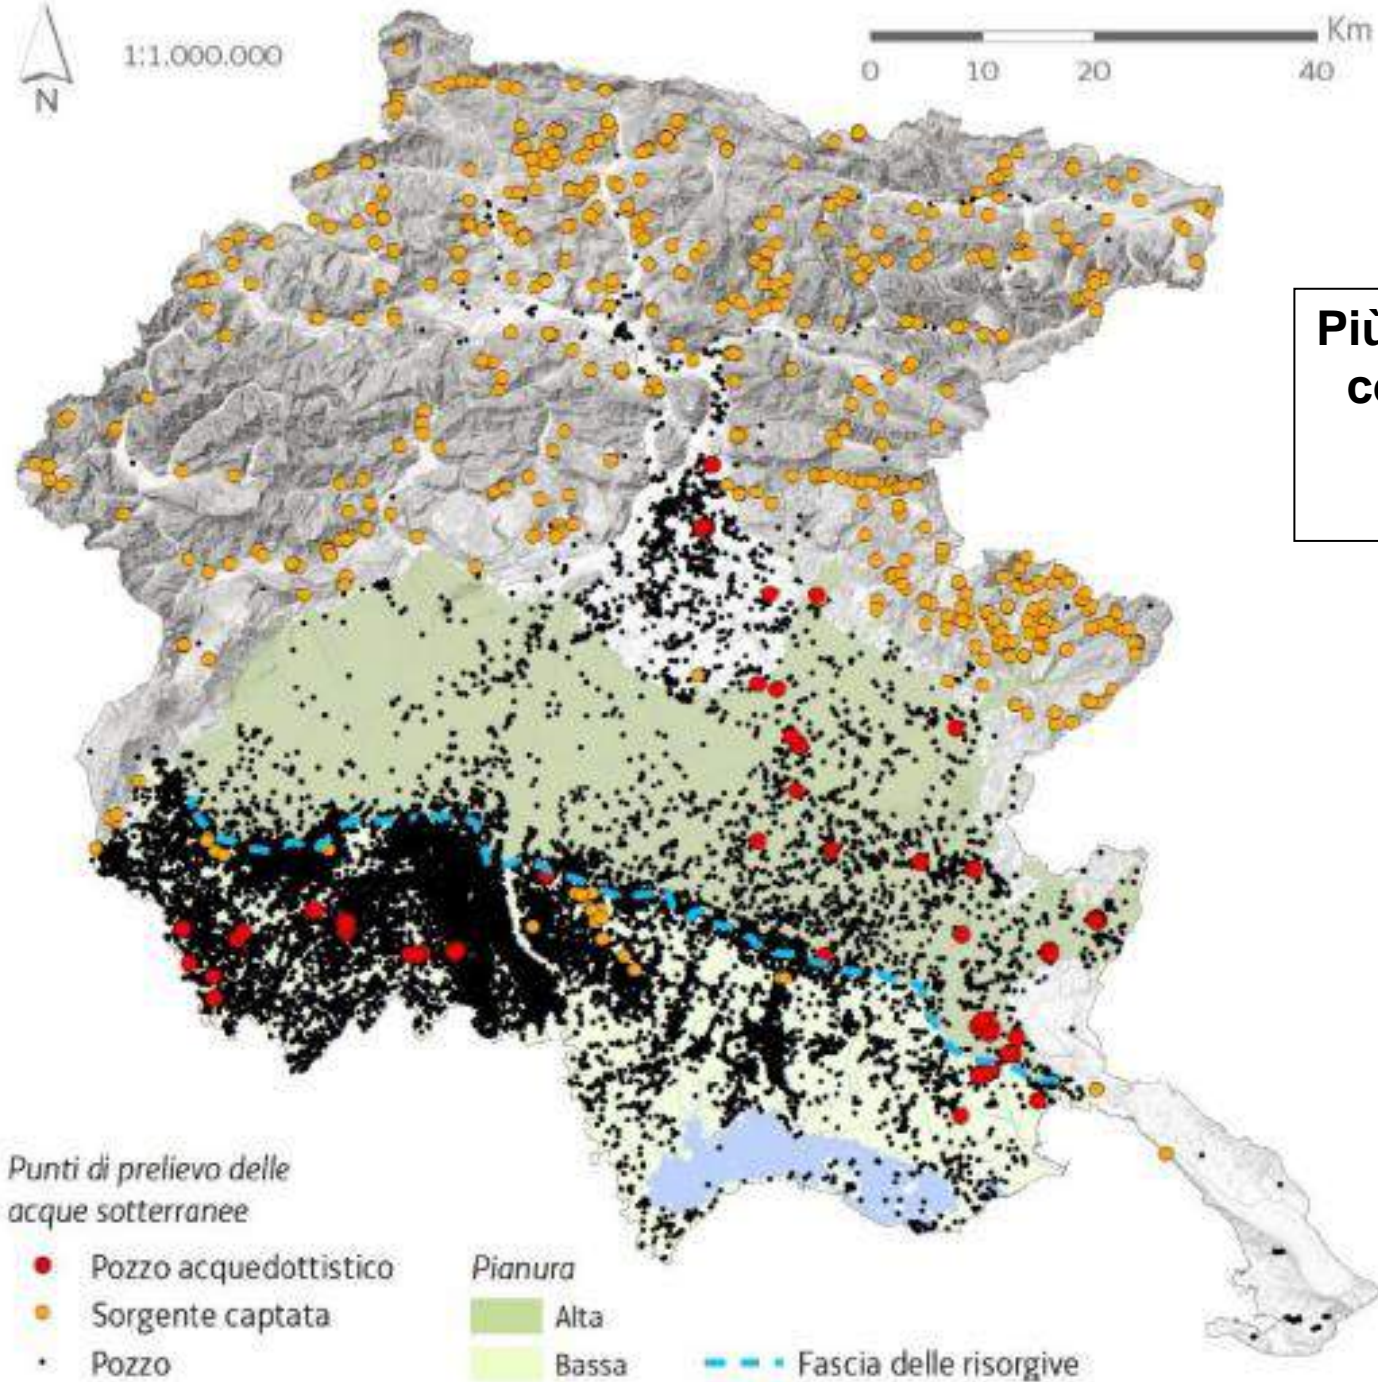 1:1.000.000
Km
0 10 20 40
N
Più
Punti di prelievo delle
acque sotterranee
Pozzo acquedottistico
Sorgente captata
Pozzo
Pianura
Alta
Bassa
Fascia delle risorgive